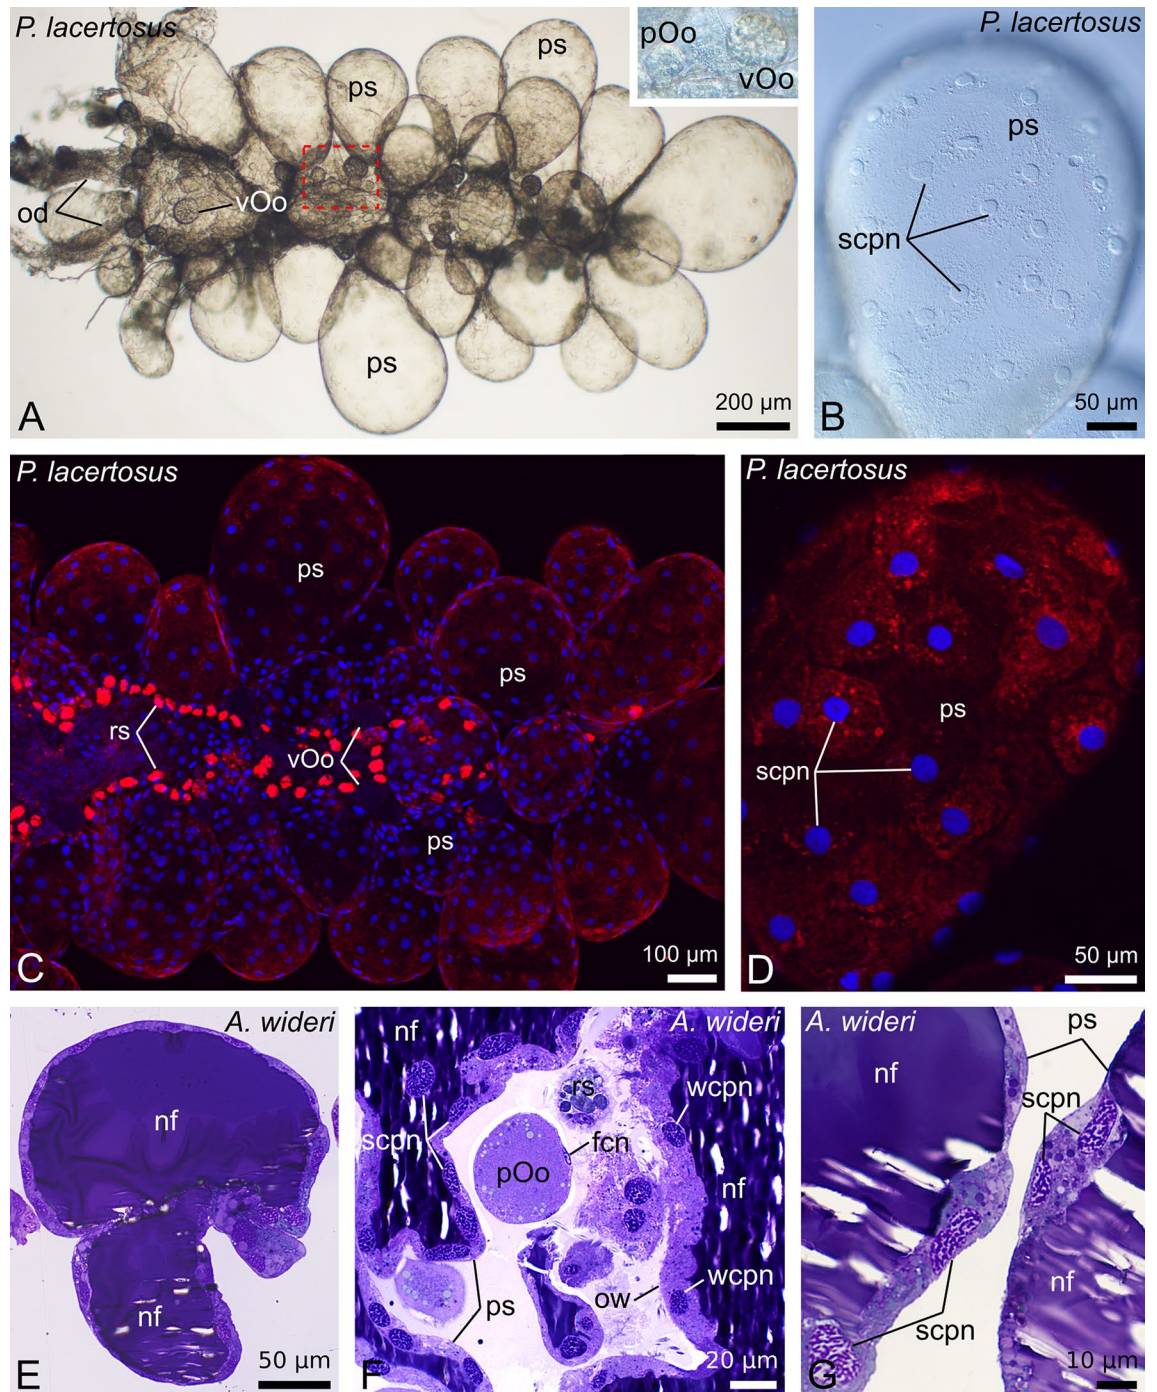 P. lacertosus
ps
ps
pOo
vOo
od
vOo
ps
A
200 µm
P. lacertosus
ps
scpn
B
50 µm
P. lacertosus
ps
ps
rs
vOo
ps
C
100 µm
P. lacertosus
ps
scpn
D
50 µm
A. wideri
nf
nf
E
50 µm
A. wideri
nf
rs
wcpn
scpn
fcn
pOo
nf
wcpn
ow
ps
F
20 µm
A. wideri
ps
nf
scpn
nf
scpn
G
10 µm